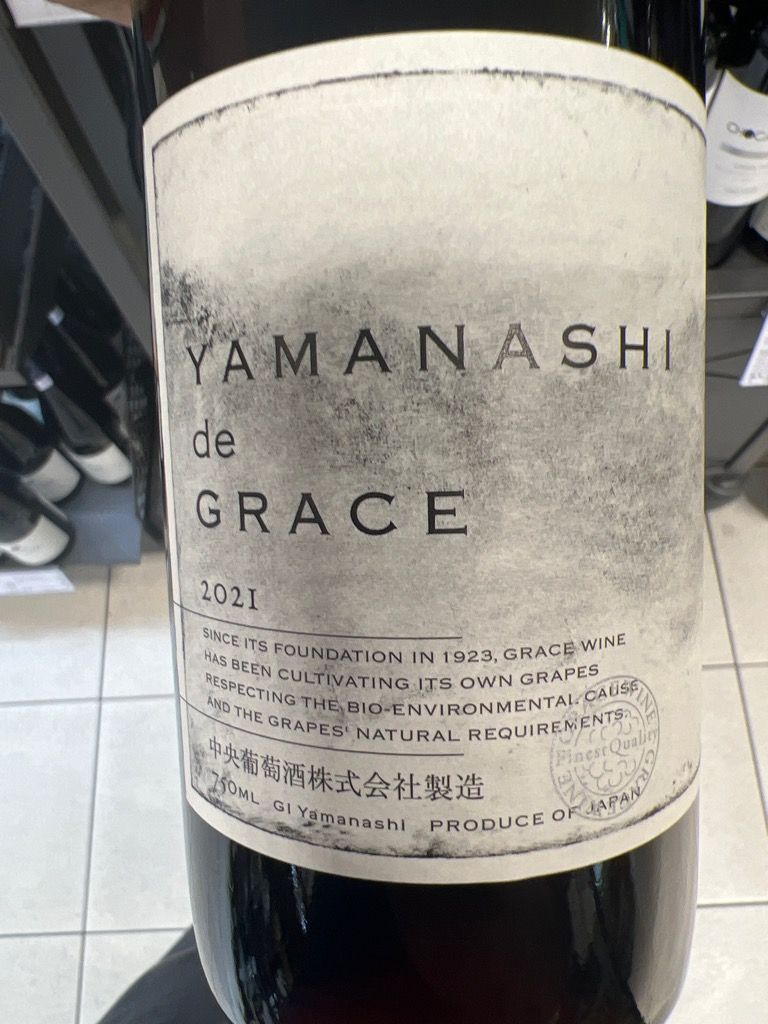 YAMANASHI
de
GRACE
2021
SINCE ITS FOUNDATION IN 1923, GRACE WINE
HAS BEEN CULTIVATING ITS OWN GRAPES
RESPECTING THE BIO-ENVIRONMENTAL CAUSE
AND THE GRAPES' NATURAL REQUIREMENTS.
Finest Quality
中央葡萄酒株式会社製造
750ML GI Yamanashi PRODUCE OF JAPAN